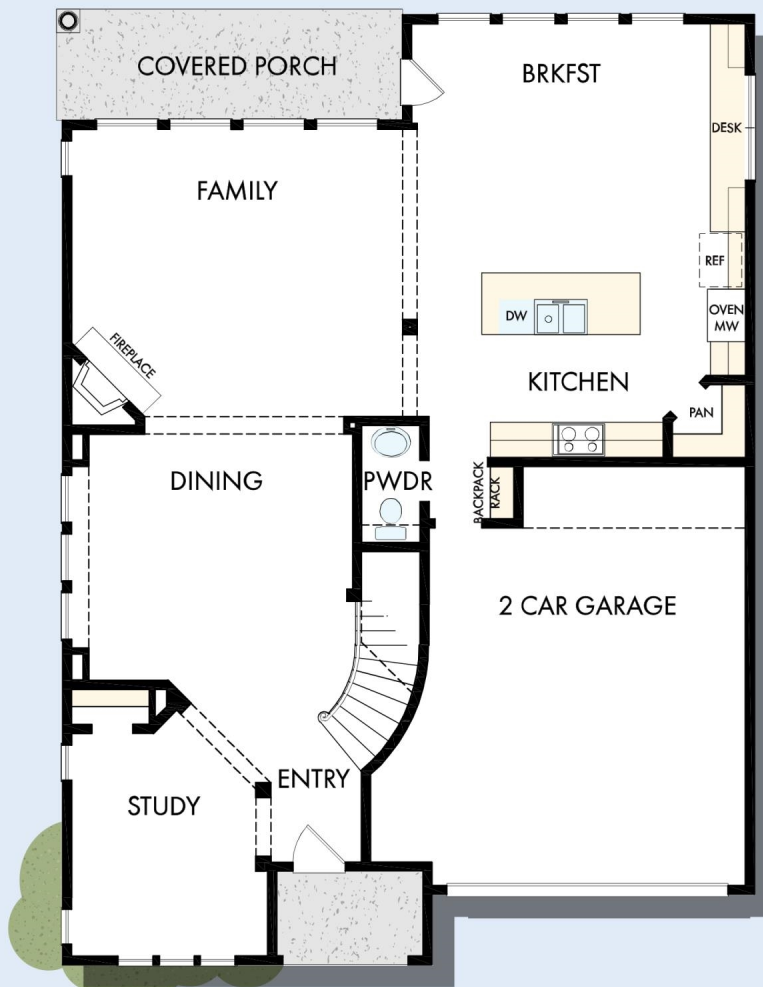 COVERED PORCH
BRKFST
DESK
FAMILY
REF
OVEN
MW
DW
FIREPLACE
KITCHEN
PAN
DINING
PWDR
BACKPACK
RACK
2 CAR GARAGE
ENTRY
STUDY